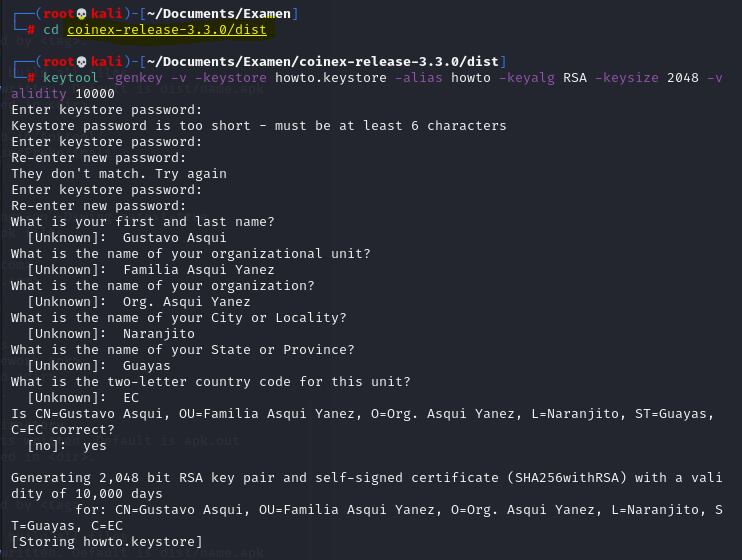 ┌──(root💀kali)-[~/Documents/Examen]
└─# cd coinex-release-3.3.0/dist
┌──(root💀kali)-[~/Documents/Examen/coinex-release-3.3.0/dist]
└─# keytool -genkey -v -keystore howto.keystore -alias howto -keyalg RSA -keysize 2048 -v
alidity 10000
Enter keystore password:
Keystore password is too short - must be at least 6 characters
Enter keystore password:
Re-enter new password:
They don't match. Try again
Enter keystore password:
Re-enter new password:
What is your first and last name?
  [Unknown]:  Gustavo Asqui
What is the name of your organizational unit?
  [Unknown]:  Familia Asqui Yanez
What is the name of your organization?
  [Unknown]:  Org. Asqui Yanez
What is the name of your City or Locality?
  [Unknown]:  Naranjito
What is the name of your State or Province?
  [Unknown]:  Guayas
What is the two-letter country code for this unit?
  [Unknown]:  EC
Is CN=Gustavo Asqui, OU=Familia Asqui Yanez, O=Org. Asqui Yanez, L=Naranjito, ST=Guayas,
C=EC correct?
  [no]:  yes
Generating 2,048 bit RSA key pair and self-signed certificate (SHA256withRSA) with a vali
dity of 10,000 days
        for: CN=Gustavo Asqui, OU=Familia Asqui Yanez, O=Org. Asqui Yanez, L=Naranjito, S
T=Guayas, C=EC
[Storing howto.keystore]